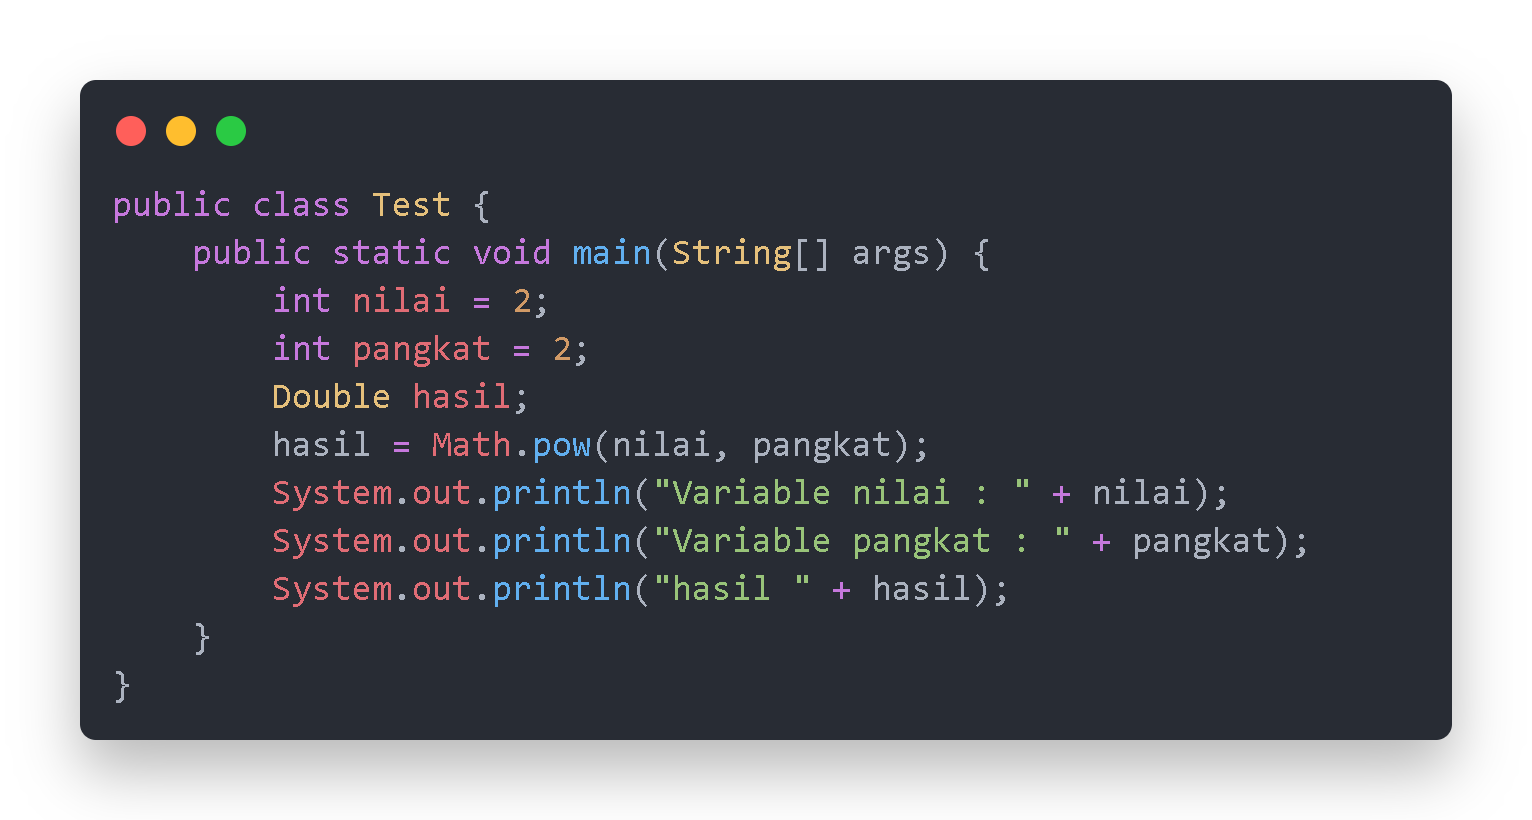 public class Test {
    public static void main(String[] args) {
        int nilai = 2;
        int pangkat = 2;
        Double hasil;
        hasil = Math.pow(nilai, pangkat);
        System.out.println("Variable nilai : " + nilai);
        System.out.println("Variable pangkat : " + pangkat);
        System.out.println("hasil " + hasil);
    }
}